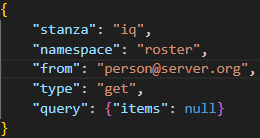 {
"stanza": "iq",
"namespace": "roster",
"from": "person@server.org",
"type": "get",
"query": {"items": null}
}